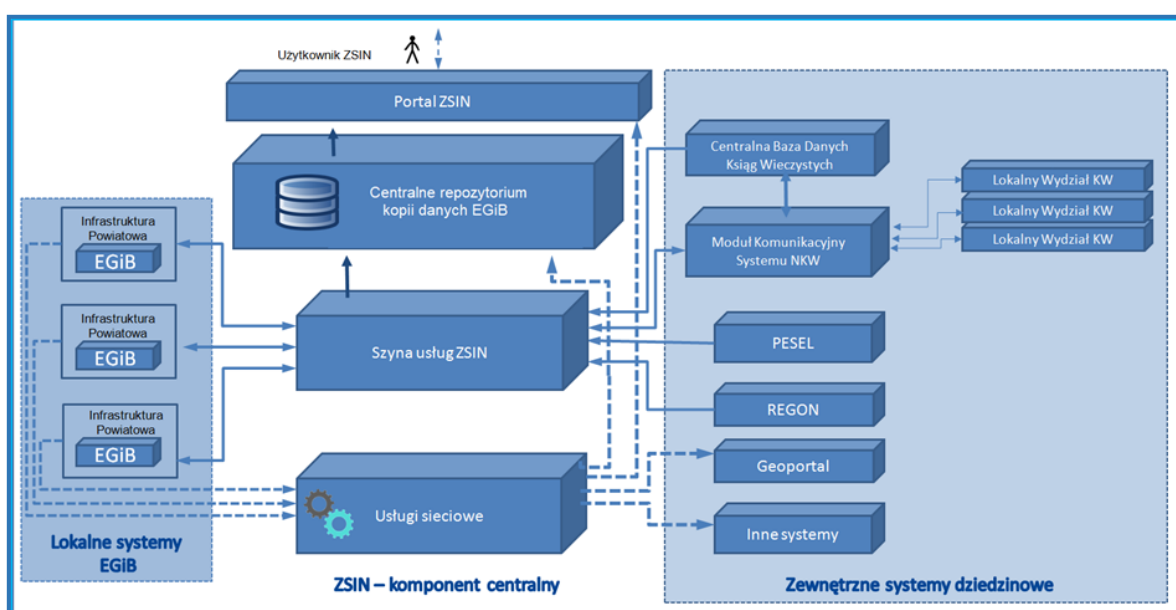 Użytkownik ZSIN
Portal ZSIN
Centralne repozytorium
kopii danych EGiB
Infrastruktura
Powiatowa
EGiB
Infrastruktura
Powiatowa
EGiB
Infrastruktura
Powiatowa
EGiB
Lokalne systemy
EGiB
Szyna usług ZSIN
Usługi sieciowe
ZSIN – komponent centralny
Centralna Baza Danych
Ksiąg Wieczystych
Moduł Komunikacyjny
Systemu NKW
Lokalny Wydział KW
Lokalny Wydział KW
Lokalny Wydział KW
PESEL
REGON
Geoportal
Inne systemy
Zewnętrzne systemy dziedzinowe